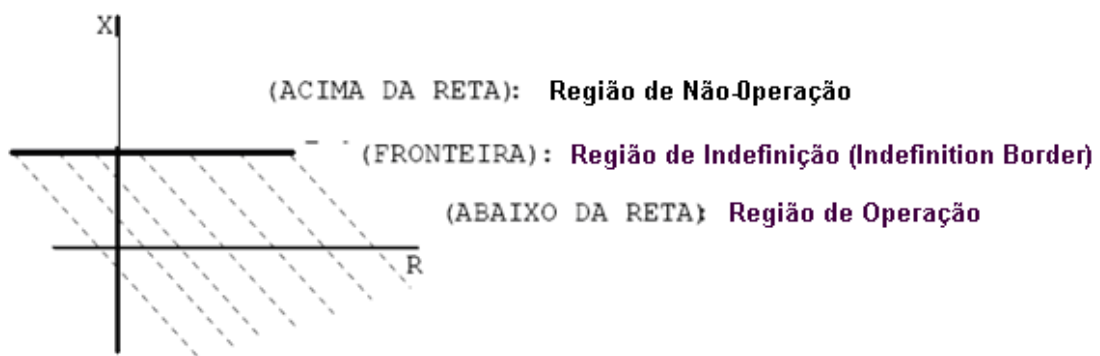 X
(ACIMA DA RETA): Região de Não-Operação
(FRONTEIRA): Região de Indefinição (Indefinition Border)
(ABAIXO DA RETA): Região de Operação
R